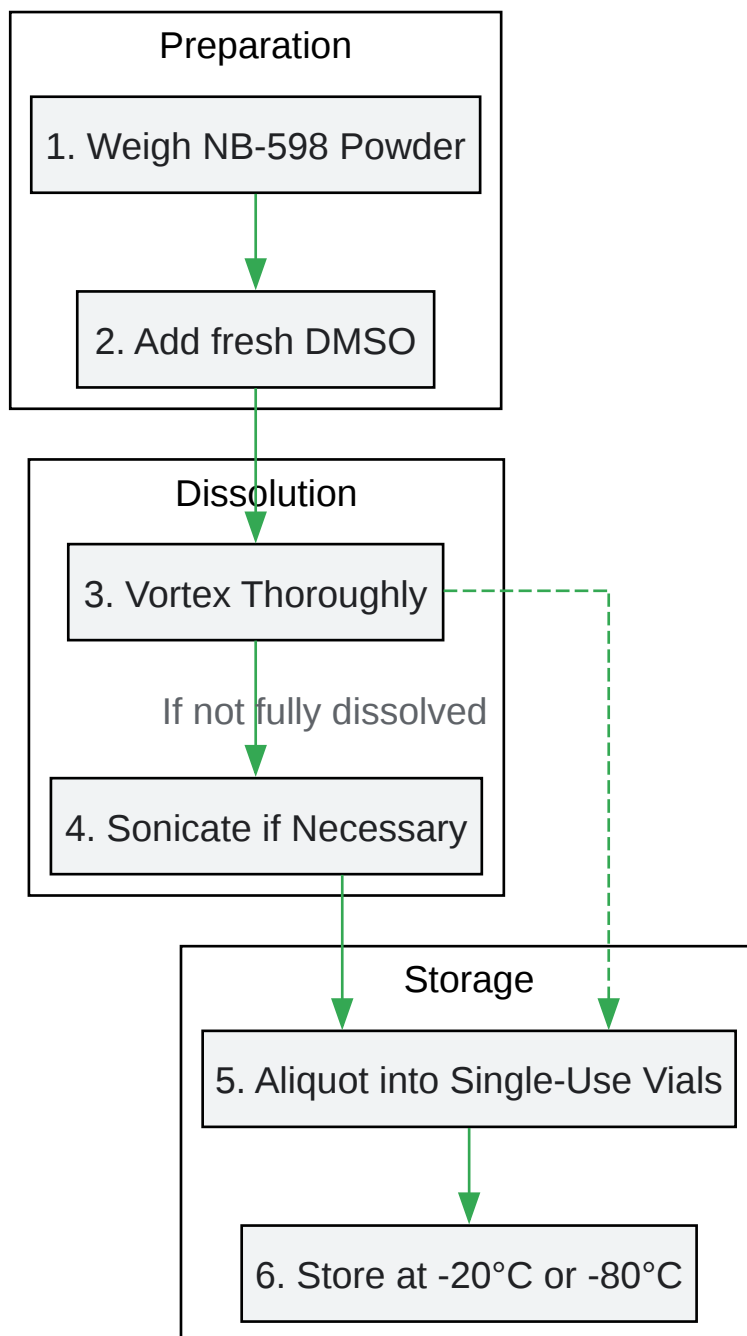 Preparation
1. Weigh NB-598 Powder
2. Add fresh DMSO
Dissolution
3. Vortex Thoroughly
If not fully dissolved
4. Sonicate if Necessary
Storage
5. Aliquot into Single-Use Vials
6. Store at -20°C or -80°C